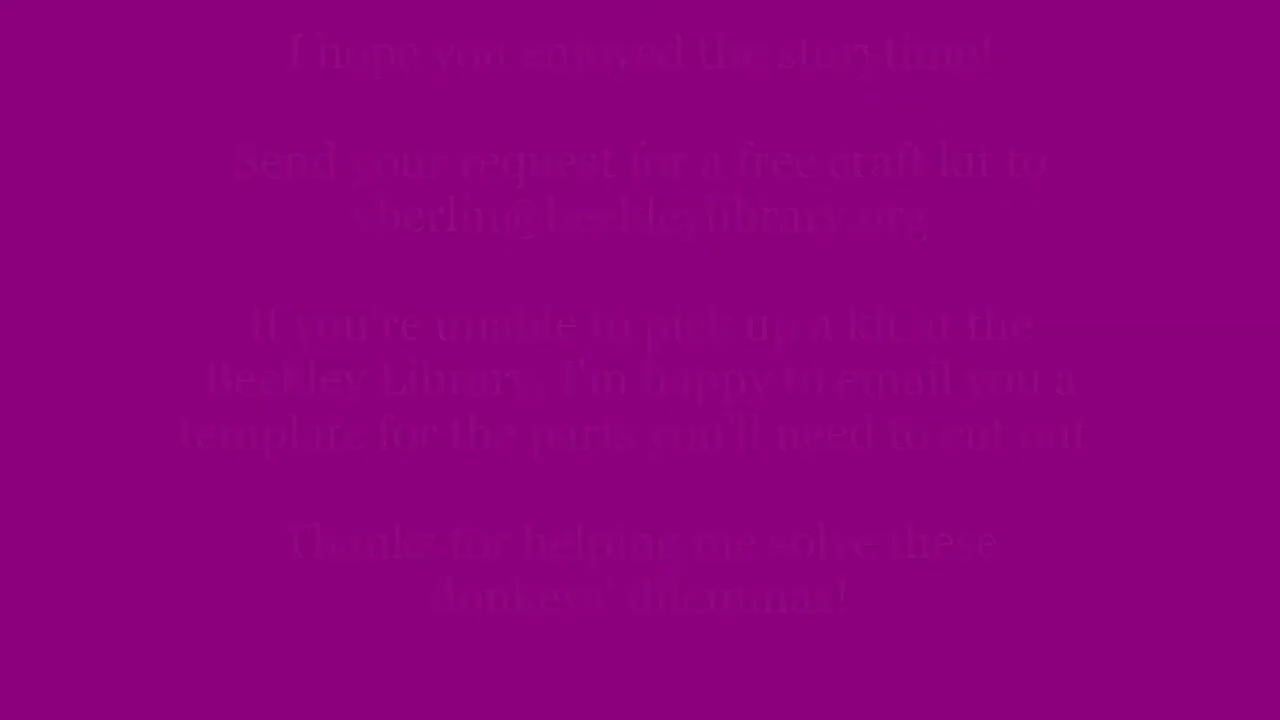 I hope you enjoyed the storytime!
Send your request for a free craft kit to
If you're unable to pick up a kit at the
Beekley Library, I'm happy to email you a
template for the parts you'll need to cut out
Thanks for helping me solve these
donkeys' dilemmas!